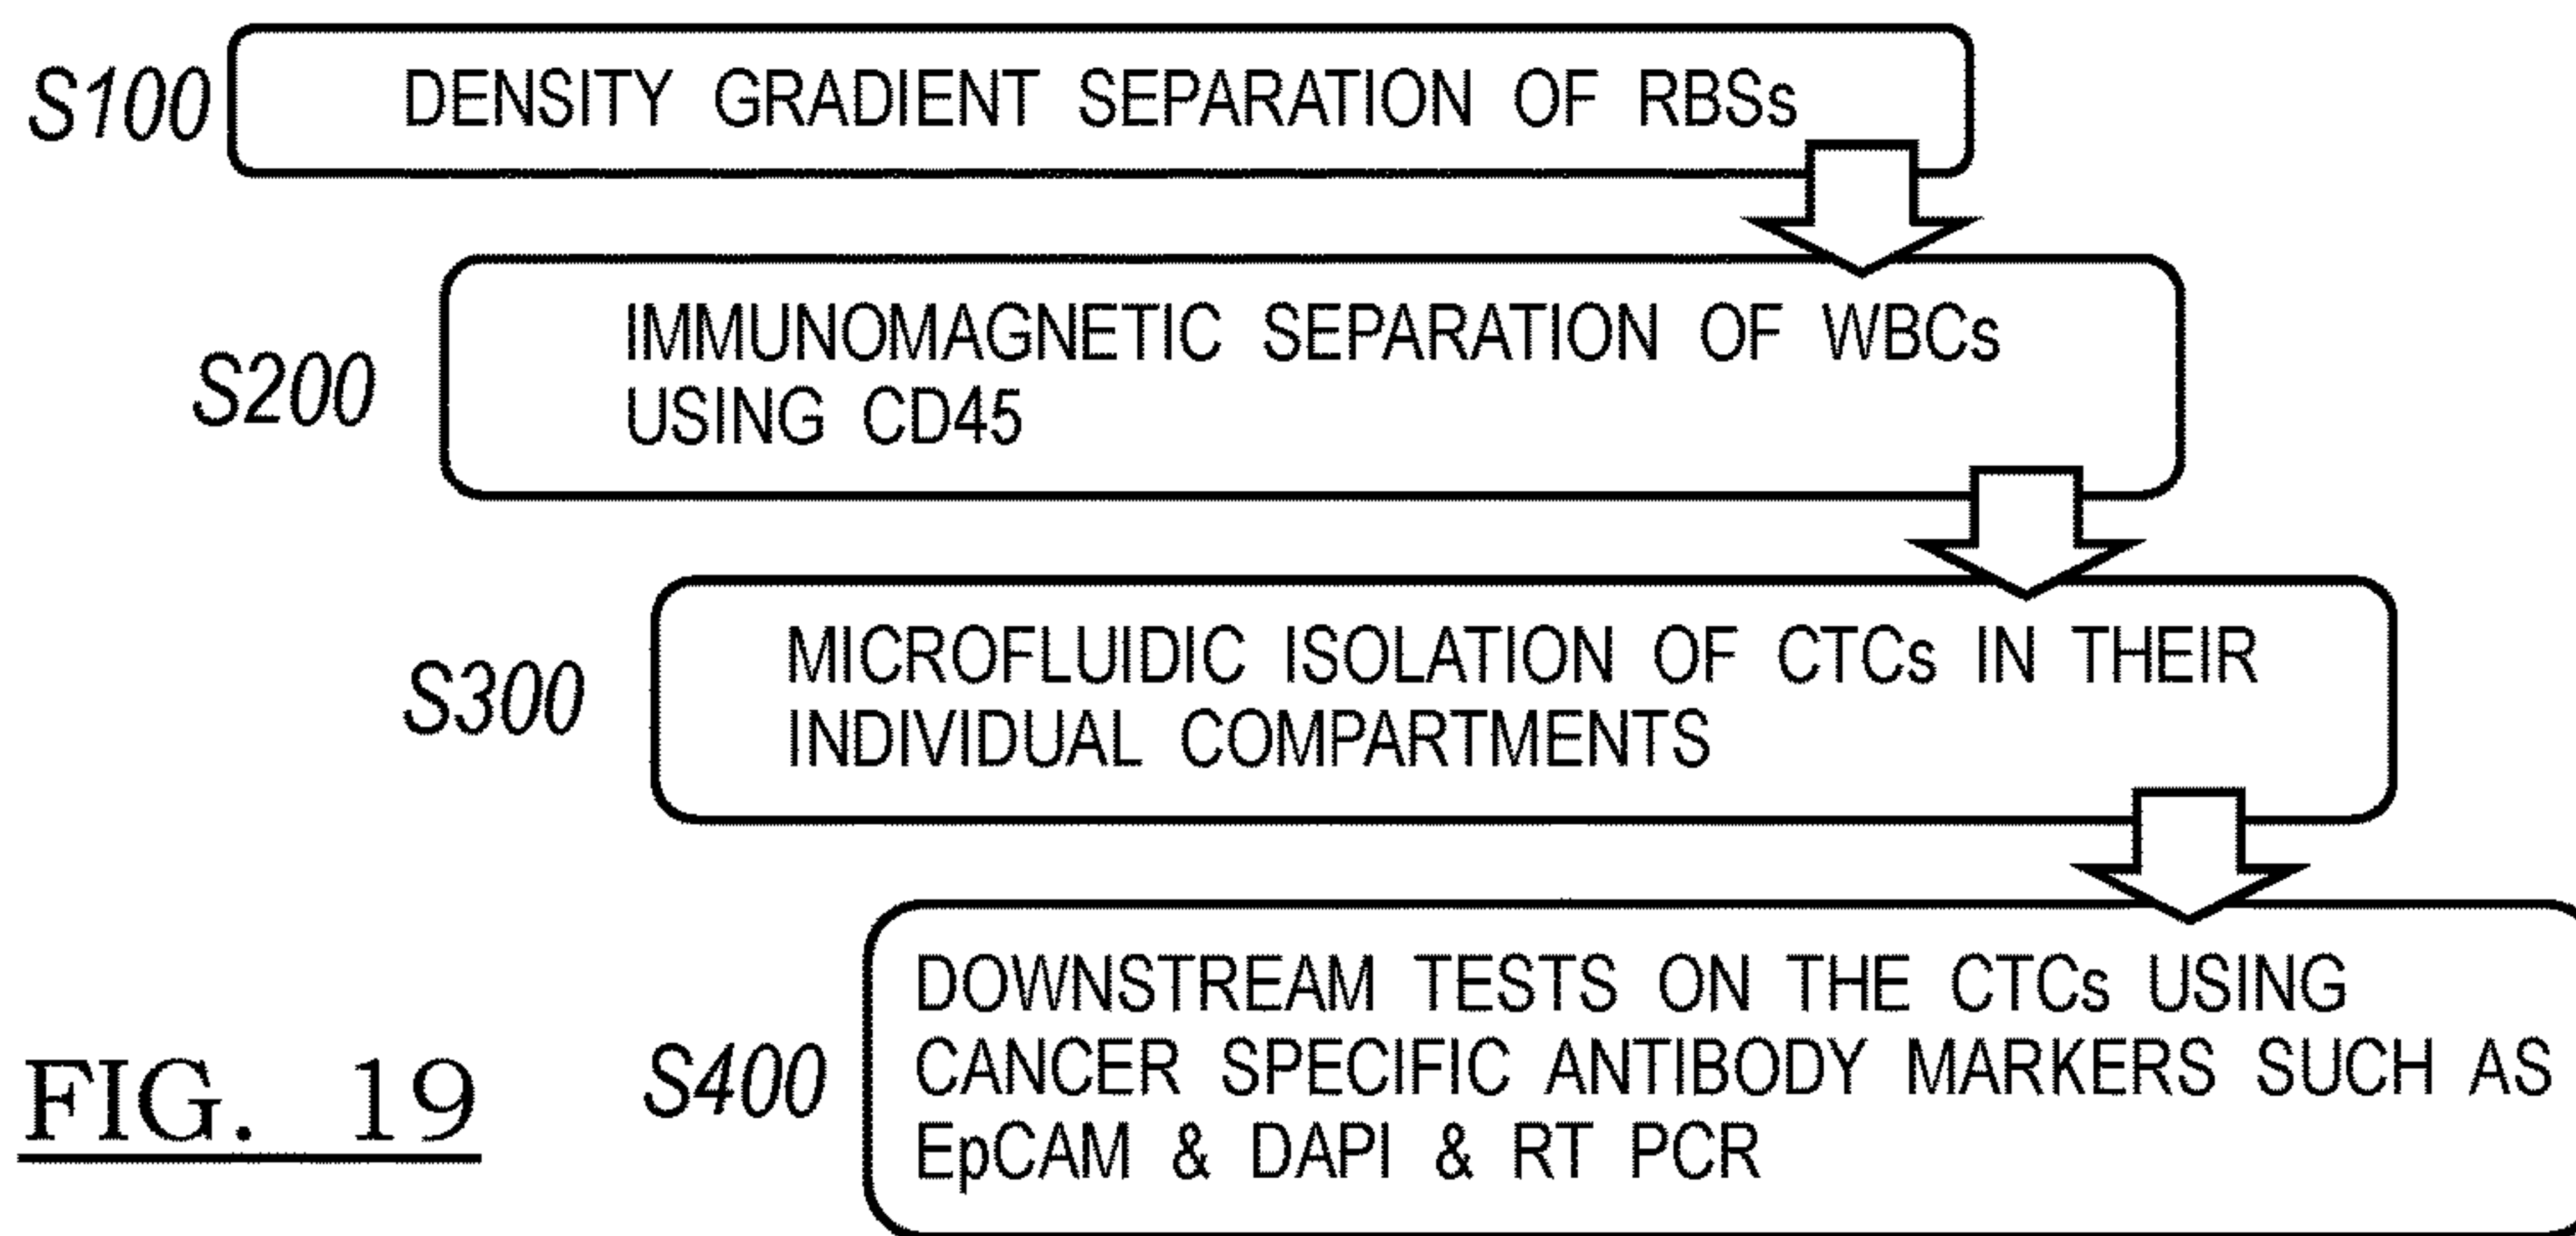 S100
DENSITY GRADIENT SEPARATION OF RBSs
S200
IMMUNOMAGNETIC SEPARATION OF WBCs
USING CD45
S300
MICROFLUIDIC ISOLATION OF CTCs IN THEIR
INDIVIDUAL COMPARTMENTS
S400
DOWNSTREAM TESTS ON THE CTCs USING
CANCER SPECIFIC ANTIBODY MARKERS SUCH AS
EpCAM & DAPI & RT PCR
FIG. 19